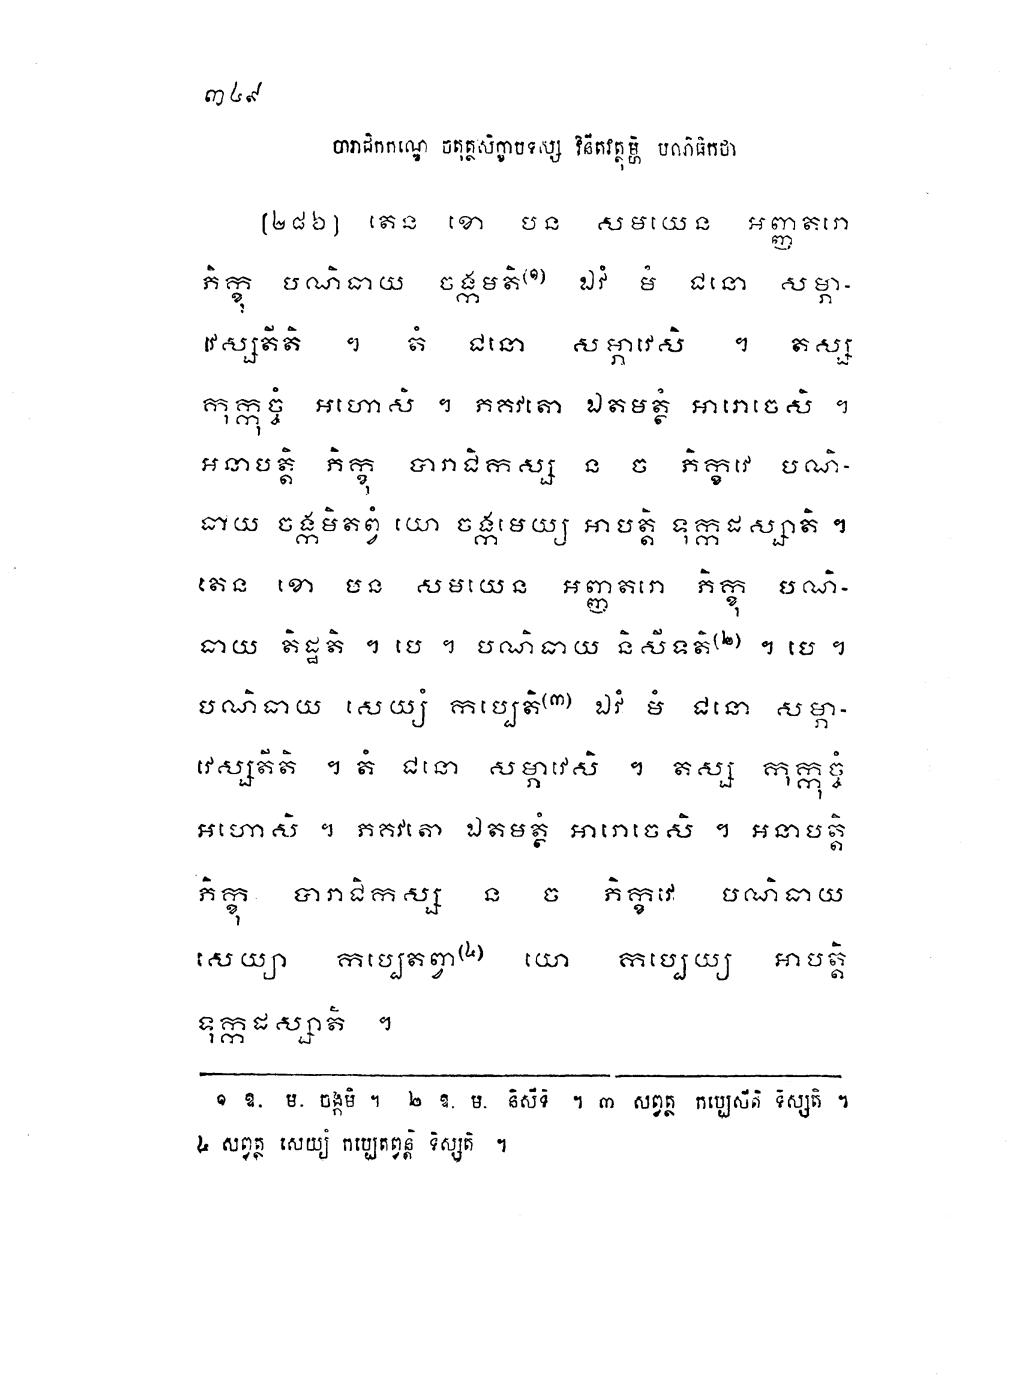 ៣៤៩
បារាជិកកណ្ឌេ ចតុត្ថសិក្ខាបទស្ស វិនីតវត្ថុម្ហិ បណិធិកថា
[២៨៦] តេន ខោ បន សមយេន អញ្ញតរោ
ភិក្ខុ បណិធាយ ចង្កមតិ(១) ឯវំ មំ ជនោ សម្ភា-
វេស្សតីតិ ។ តំ ជនោ សម្ភាវេសិ ។ តស្ស
កុក្កុច្ចំ អហោសិ ។ ភគវតោ ឯតមត្ថំ អារោចេសិ ។
អនាបត្តិ ភិក្ខុ បារាជិកស្ស ន ច ភិក្ខវេ បណិ-
ធាយ ចង្កមិតព្វំ យោ ចង្កមេយ្យ អាបត្តិ ទុក្កដស្សាតិ ។
តេន ខោ បន សមយេន អញ្ញតរោ ភិក្ខុ បណិ-
ធាយ តិដ្ឋតិ ។ បេ ។ បណិធាយ និសីទតិ(២) ។ បេ ។
បណិធាយ សេយ្យំ កប្បេតិ(៣) ឯវំ មំ ជនោ សម្ភា-
វេស្សតីតិ ។ តំ ជនោ សម្ភាវេសិ ។ តស្ស កុក្កុច្ចំ
អហោសិ ។ ភគវតោ ឯតមត្ថំ អារោចេសិ ។ អនាបត្តិ
ភិក្ខុ បារាជិកស្ស ន ច ភិក្ខវេ បណិធាយ
សេយ្យា កប្បេតព្វា(៤) យោ កប្បេយ្យ អាបត្តិ
ទុក្កដស្សាតិ ។
១ ឱ. ម. ចង្កមិ ។ ២ ឱ. ម. និសីទិ ។ ៣ សព្វត្ថ កប្បេសីតិ ទិស្សតិ ។
៤ សព្វត្ថ សេយ្យំ កប្បេតព្វន្តិ ទិស្សតិ ។